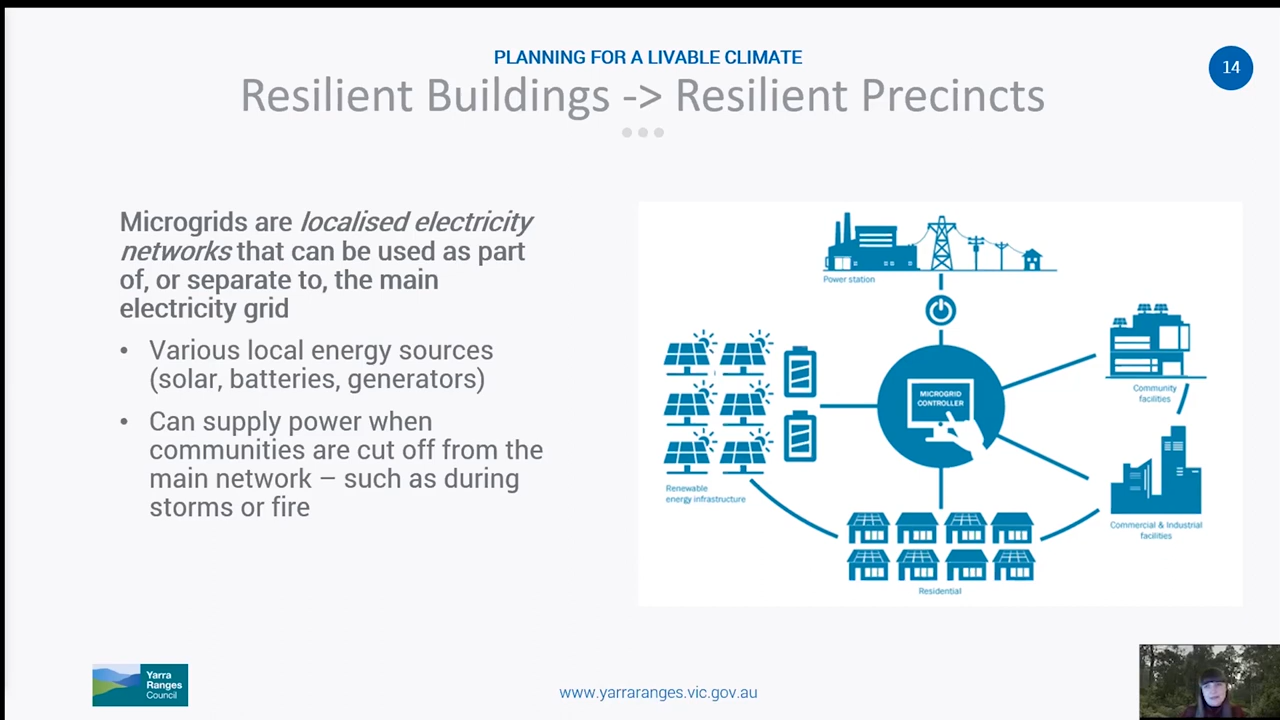 PLANNING FOR A LIVABLE CLIMATE
14
Resilient Buildings -> Resilient Precincts
Microgrids are localised electricity
networks that can be used as part
of, or separate to, the main
electricity grid
• Various local energy sources
(solar, batteries, generators)
• Can supply power when
communities are cut off from the
main network – such as during
storms or fire
Power station
MICROGRID
CONTROLLER
Community
facilities
Renewable
energy infrastructure
Commercial & Industrial
facilities
Residential
Yarra
Ranges
Council
www.yarraranges.vic.gov.au